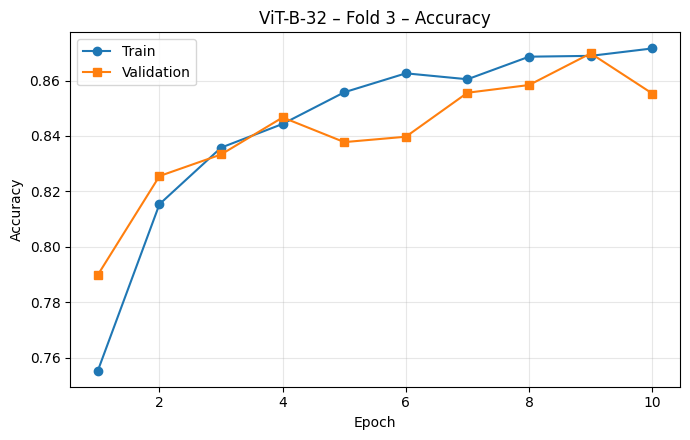 ViT-B-32 – Fold 3 – Accuracy
Train
Validation
Accuracy
0.86
0.84
0.82
0.80
0.78
0.76
2 4 6 8 10
Epoch